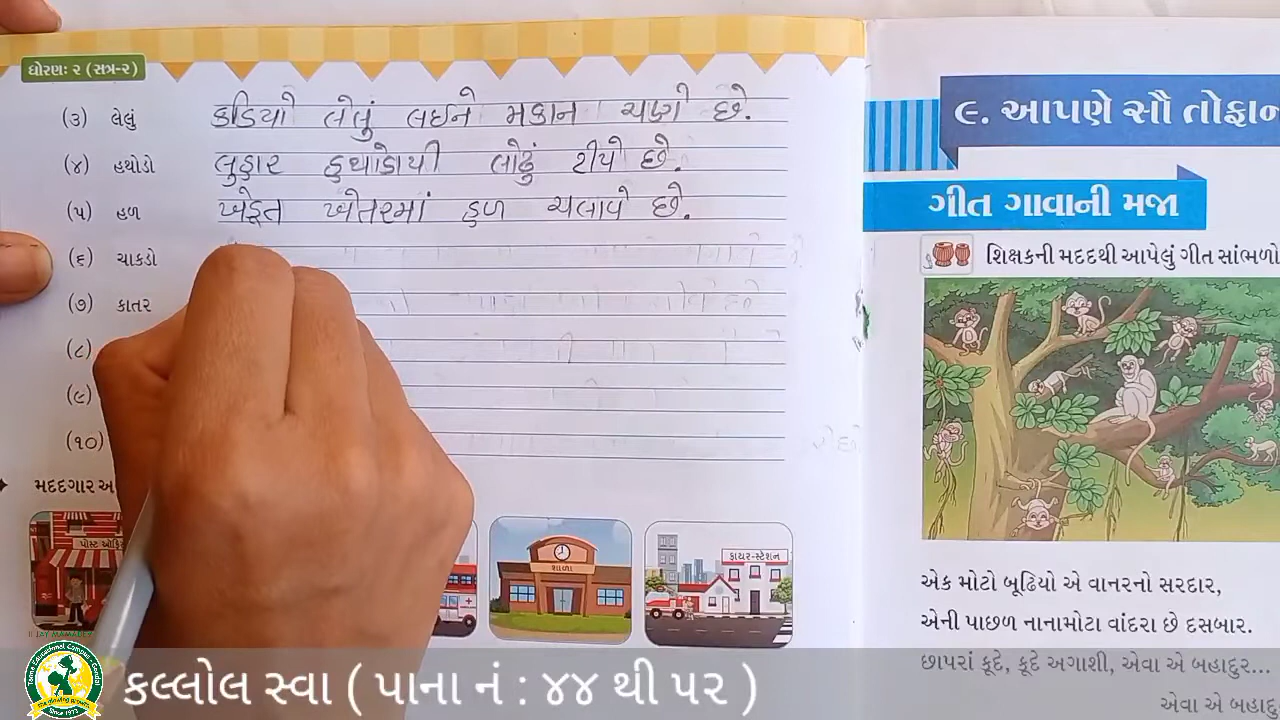 ધોરણઃ ૨ (સત્ર-૨)
(૩) લેલું કડિયો લેલું લઈને મકાન ચણે છે.
(૪) હથોડો લુહાર હથોડાથી લોઢું ટીપે છે.
(૫) હળ ખેડૂત ખેતરમાં હળ ચલાવે છે.
(૬) ચાકડો
(૭) કાતર
(૮)
(૯)
(૧૦)
મદદગાર
પોસ્ટ
શાળા
ફાયર-સ્ટેશન
૯. આપણે સૌ
ગીત ગાવાની મજા
શિક્ષકની મદદથી આપેલું ગીત સાંભળો
એક મોટો બૂઢિયો એ વાનરનો સરદાર,
એની પાછળ નાનામોટા વાંદરા છે દસબાર.
છાપરાં કૂદે, કૂદે અગાશી, એવા એ બહાદુર...
એવા એ
કલ્લોલ સ્વા ( પાના નં : ૪૪ થી ૫૨ )